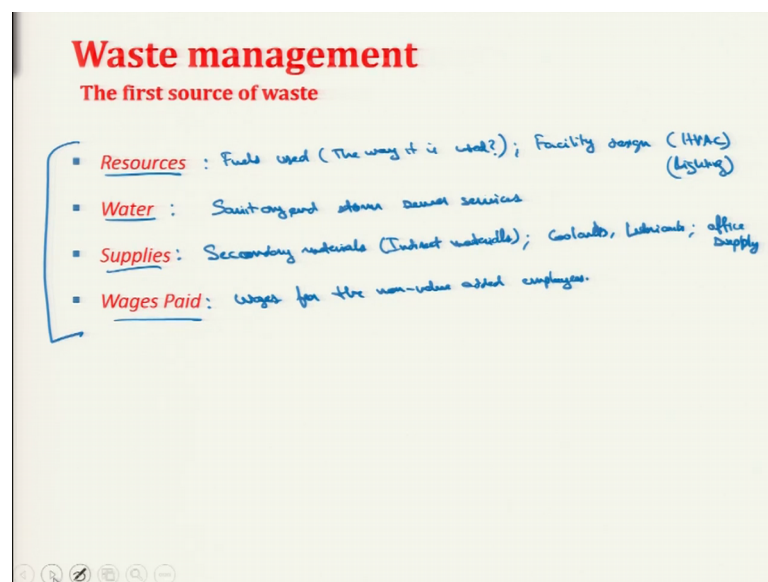 Waste management
The first source of waste
▪ Resources : Fuels used (The way it is used?); Facility design (HVAC)
(Lighting)
▪ Water : Sanitary and storm sewer services
▪ Supplies : Secondary materials (Indirect materials); Coolants, Lubricants; office
supply
▪ Wages Paid : wages for the non-value added employees.